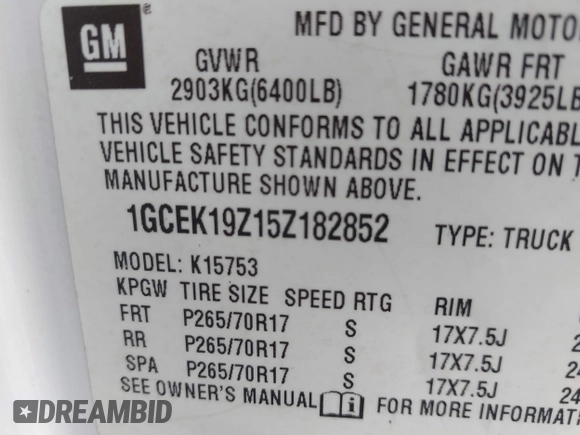 GM
MFD BY GENERAL
GVWR GAWR FRT
2903KG(6400LB) 1780KG(3925LB
THIS VEHICLE CONFORMS TO ALL
VEHICLE SAFETY STANDARDS IN EFFECT ON
MANUFACTURE SHOWN ABOVE.
1GCEK19Z15Z182852 TYPE: TRUCK
MODEL: K15753
KPGW TIRE SIZE SPEED RTG RIM
FRT P265/70R17 S 17X7.5J
RR P265/70R17 S 17X7.5J
SPA P265/70R17 S 17X7.5J
SEE OWNER'S MANUAL FOR MORE
DREAMBID